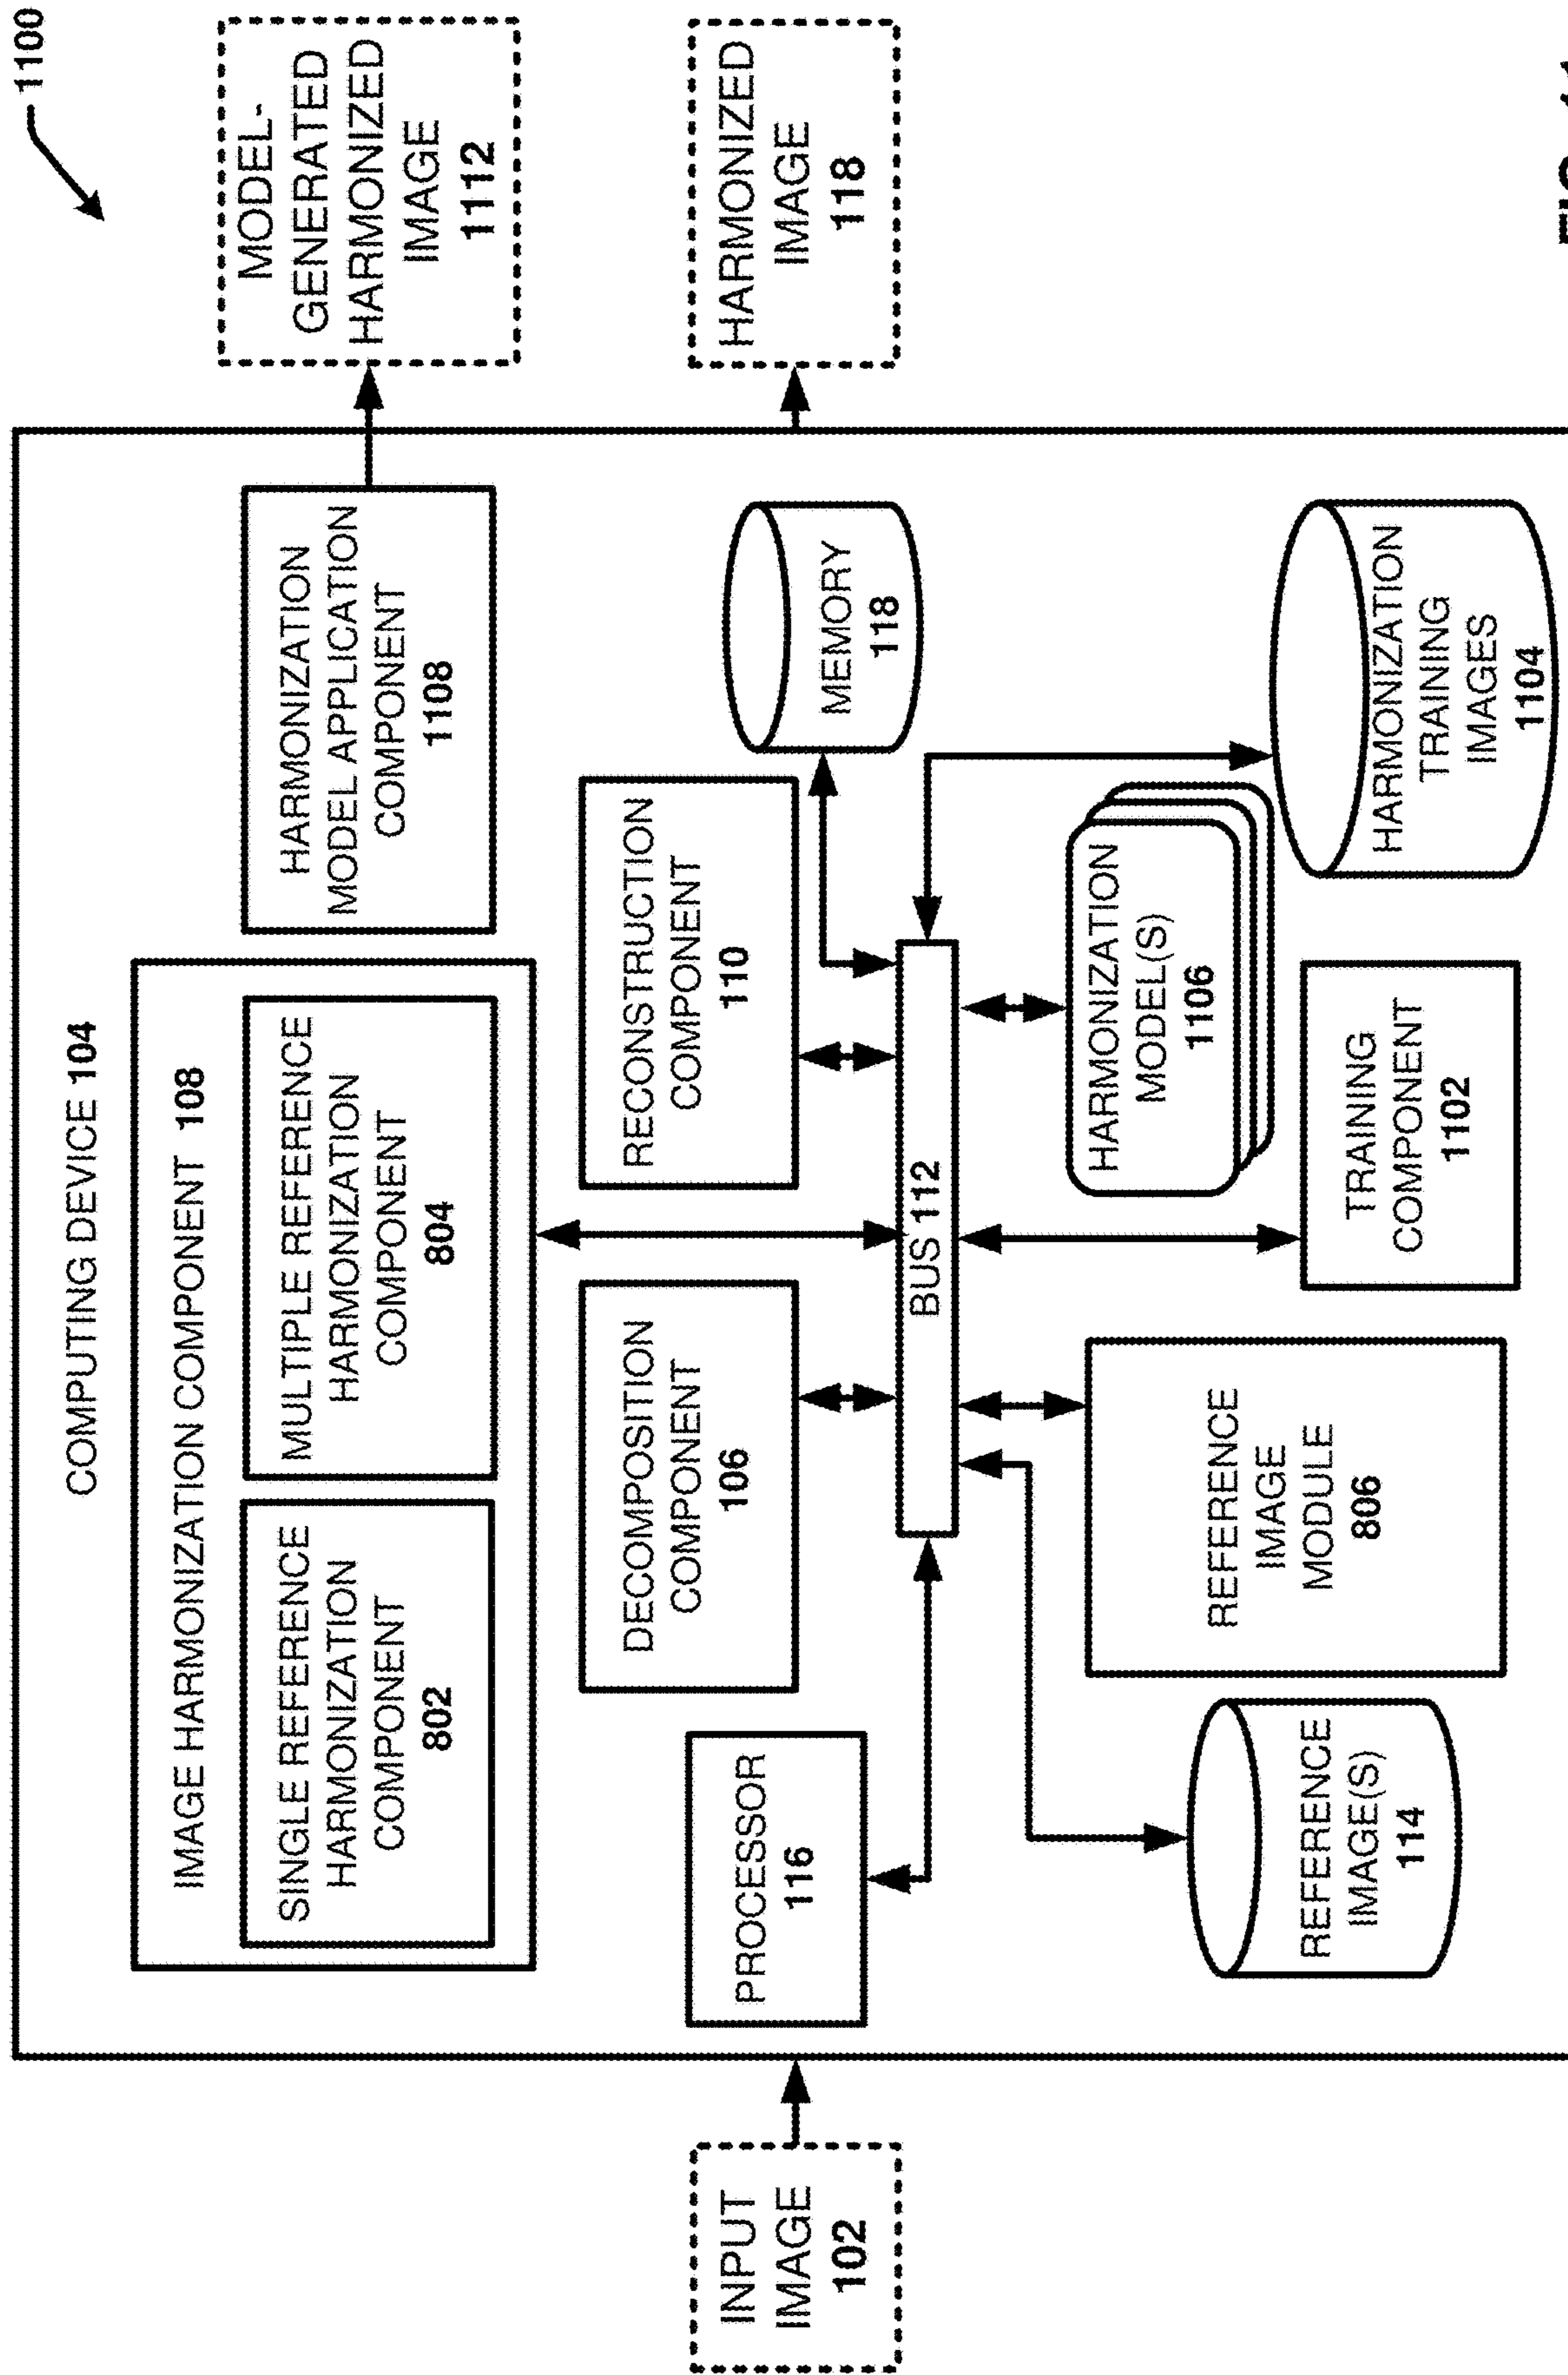 1100
COMPUTING DEVICE 104
IMAGE HARMONIZATION COMPONENT 108
SINGLE REFERENCE
HARMONIZATION
COMPONENT
802
MULTIPLE REFERENCE
HARMONIZATION
COMPONENT
804
HARMONIZATION
MODEL APPLICATION
COMPONENT
1108
MODEL-
GENERATED
HARMONIZED
IMAGE
1112
DECOMPOSITION
COMPONENT
106
RECONSTRUCTION
COMPONENT
110
PROCESSOR
116
MEMORY
118
INPUT
IMAGE
102
HARMONIZED
IMAGE
118
BUS 112
REFERENCE
IMAGE(S)
114
REFERENCE
IMAGE
MODULE
806
HARMONIZATION
MODEL(S)
1106
TRAINING
COMPONENT
1102
HARMONIZATION
TRAINING
IMAGES
1104